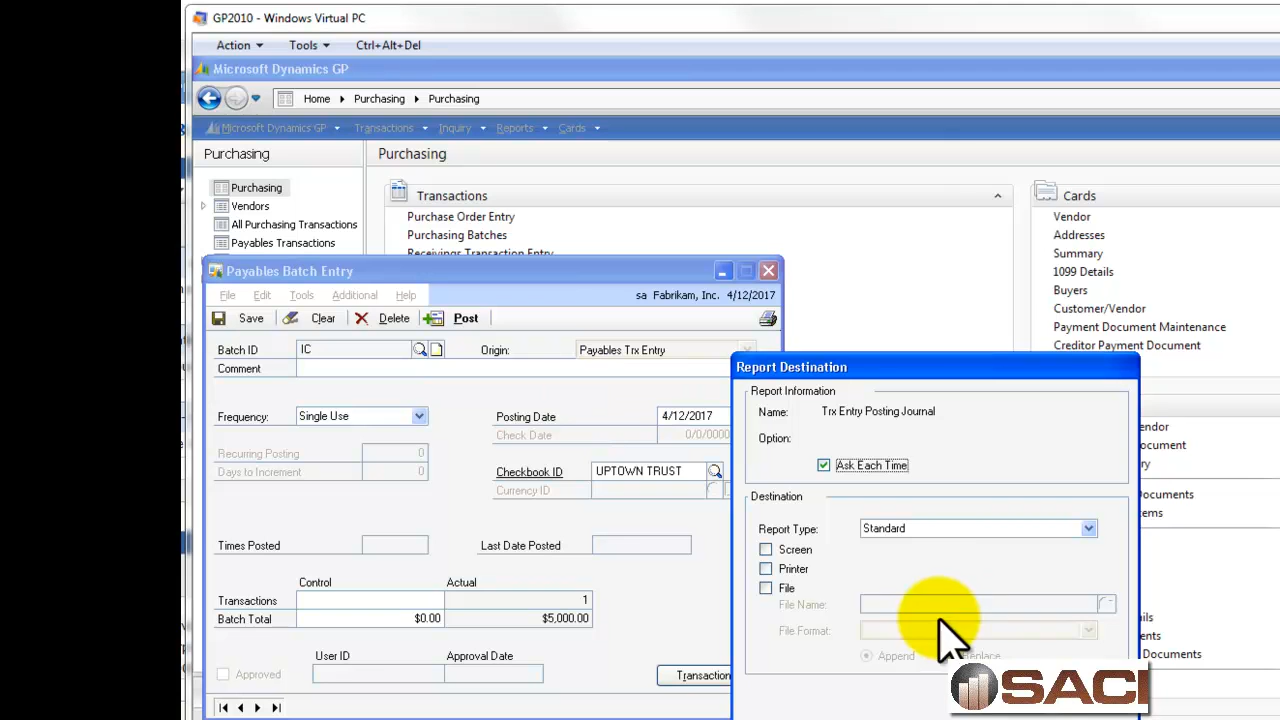 GP2010 - Windows Virtual PC
Action Tools Ctrl+Alt+Del
Microsoft Dynamics GP
Home Purchasing Purchasing
Microsoft Dynamics GP Transactions Inquiry Reports Cards
Purchasing
Purchasing
Purchasing
Vendors
All Purchasing Transactions
Payables Transactions
Transactions
Purchase Order Entry
Purchasing Batches
Receivings Transaction Entry
Cards
Vendor
Addresses
Summary
1099 Details
Buyers
Customer/Vendor
Payment Document Maintenance
Creditor Payment Document
Payables Batch Entry
File Edit Tools Additional Help
sa Fabrikam, Inc. 4/12/2017
Save Clear Delete Post
Batch ID IC Origin: Payables Trx Entry
Comment
Frequency: Single Use Posting Date 4/12/2017
Check Date 0/0/0000
Recurring Posting 0
Days to Increment 0
Checkbook ID UPTOWN TRUST
Currency ID
Times Posted Last Date Posted
Control Actual
Transactions 1
Batch Total $0.00 $5,000.00
User ID Approval Date
Approved
Transaction
Report Destination
Report Information
Name: Trx Entry Posting Journal
Option:
Ask Each Time
Destination
Report Type: Standard
Screen
Printer
File
File Name:
File Format:
Append Replace
endor
ocument
ry
ocuments
ems
ils
ents
Documents
SACI